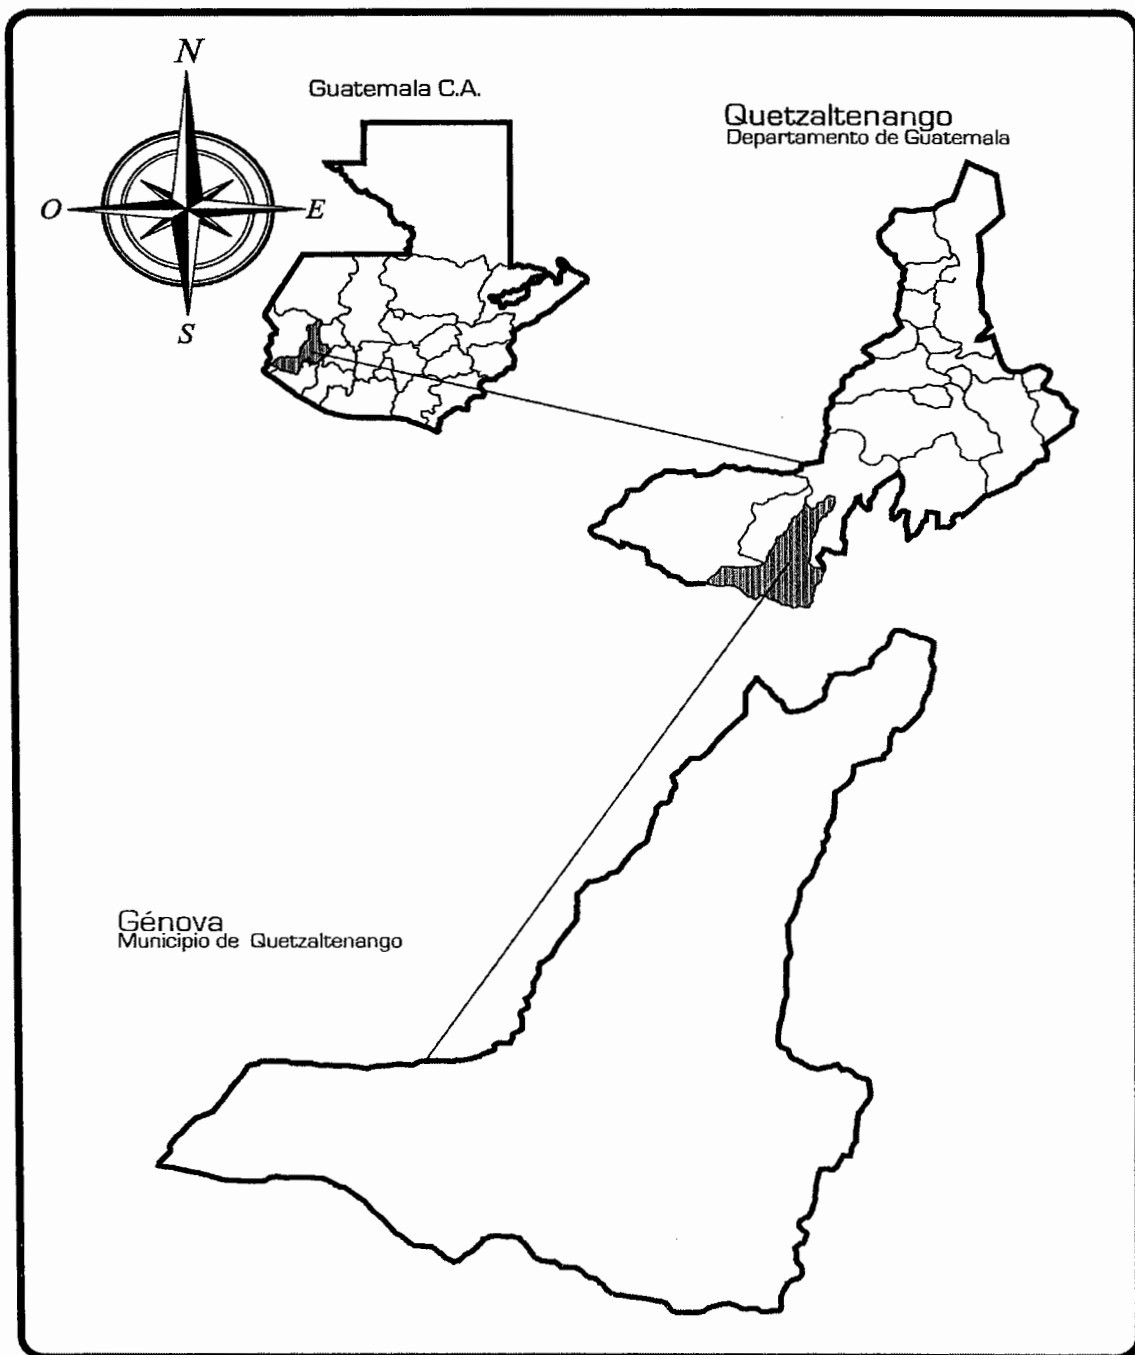 N
Guatemala C.A.
Quetzaltenango
Departamento de Guatemala
O
E
S
Génova
Municipio de Quetzaltenango